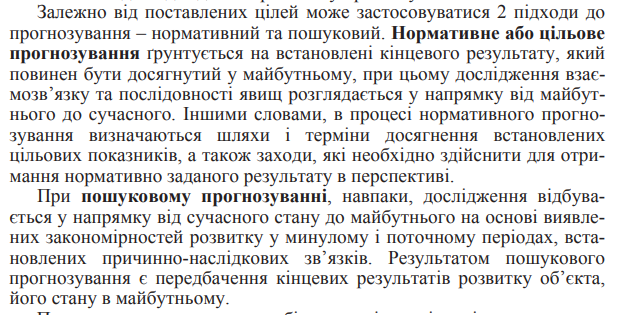 Залежно від поставлених цілей може застосовуватися 2 підходи до
прогнозування – нормативний та пошуковий. Нормативне або цільове
прогнозування ґрунтується на встановлені кінцевого результату, який
повинен бути досягнутий у майбутньому, при цьому дослідження взає-
мозв’язку та послідовності явищ розглядається у напрямку від майбут-
нього до сучасного. Іншими словами, в процесі нормативного прогно-
зування визначаються шляхи і терміни досягнення встановлених
цільових показників, а також заходи, які необхідно здійснити для отри-
мання нормативно заданого результату в перспективі.
При пошуковому прогнозуванні, навпаки, дослідження відбува-
ється у напрямку від сучасного стану до майбутнього на основі виявле-
них закономірностей розвитку у минулому і поточному періодах, вста-
новлених причинно-наслідкових зв’язків. Результатом пошукового
прогнозування є передбачення кінцевих результатів розвитку об’єкта,
його стану в майбутньому.